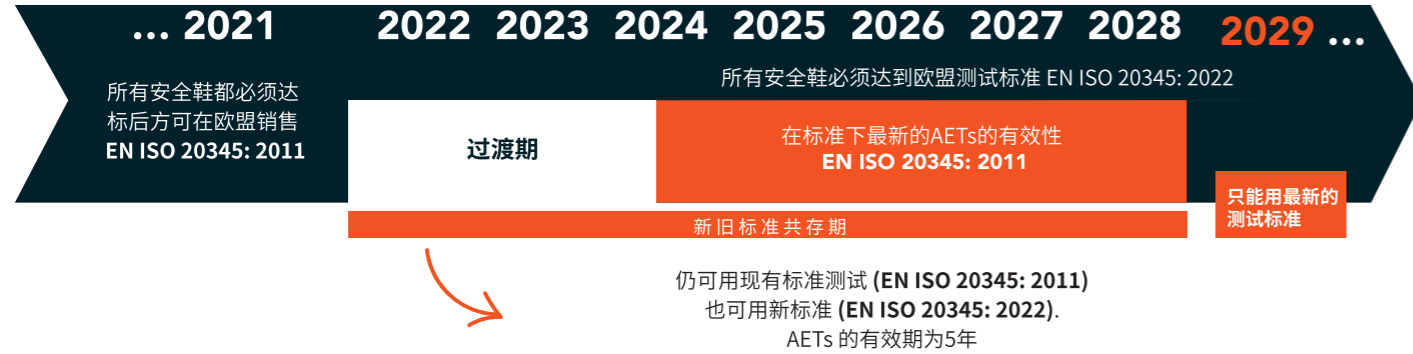 ... 2021 2022 2023 2024 2025 2026 2027 2028 2029 ...
所有安全鞋都必须达
标后方可在欧盟销售
EN ISO 20345: 2011
所有安全鞋必须达到欧盟测试标准 EN ISO 20345: 2022
过渡期
在标准下最新的AETs的有效性
EN ISO 20345: 2011
只能用最新的
测试标准
新旧标准共存期
仍可用现有标准测试 (EN ISO 20345: 2011)
也可用新标准 (EN ISO 20345: 2022).
AETs 的有效期为5年